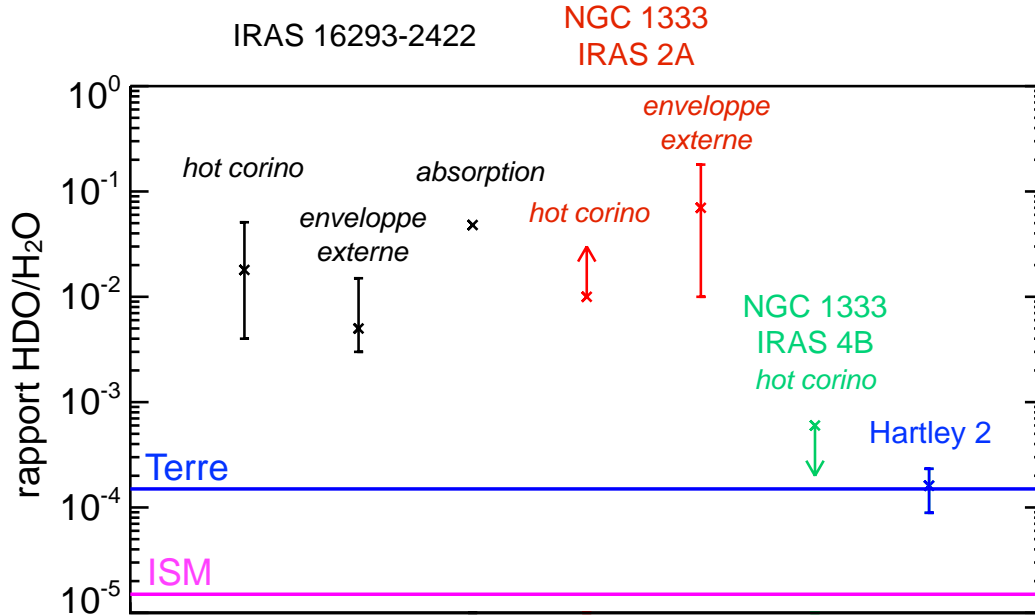 IRAS 16293-2422
NGC 1333
IRAS 2A
rapport HDO/H₂O
10⁰
10⁻¹
10⁻²
10⁻³
10⁻⁴
10⁻⁵
hot corino
enveloppe
externe
absorption
hot corino
enveloppe
externe
NGC 1333
IRAS 4B
hot corino
Hartley 2
Terre
ISM